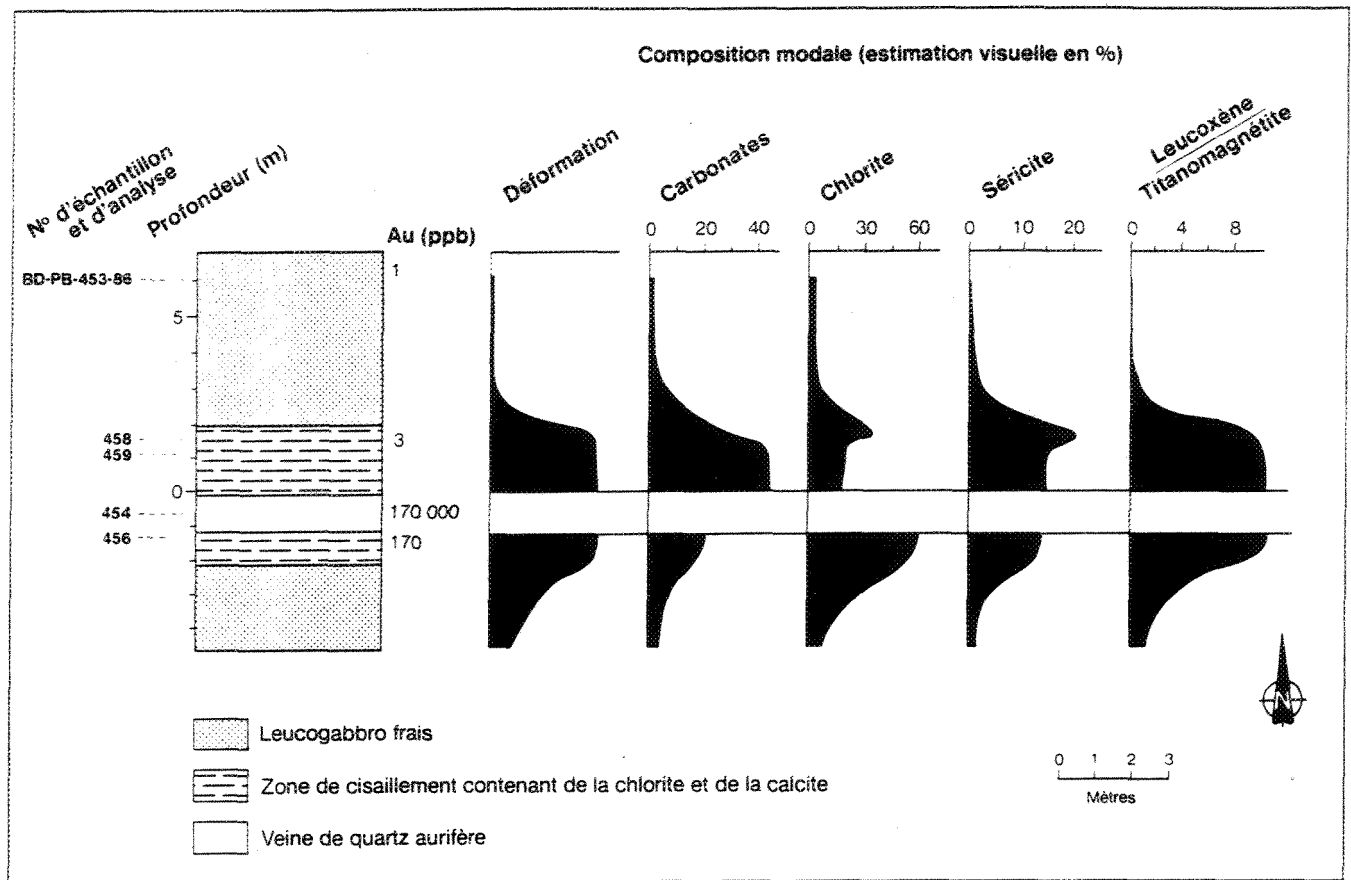 Composition modale (estimation visuelle en %)
Nº d'échantillon
et d'analyse
Profondeur (m)
Au (ppb)
Déformation
Carbonates
Chlorite
Séricite
Leucoxène
Titanomagnétite
0 20 40
0 30 60
0 10 20
0 4 8
BD-PB-453-86
1
5
458
3
459
0
454
170 000
456
170
N
Leucogabbro frais
Zone de cisaillement contenant de la chlorite et de la calcite
Veine de quartz aurifère
0 1 2 3
Mètres